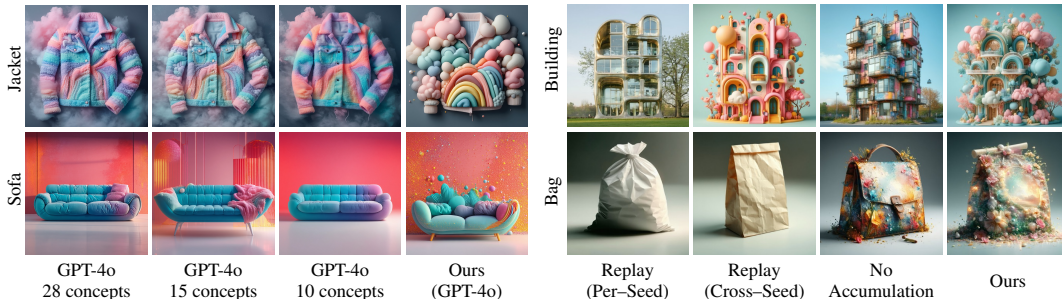 Jacket
Sofa
GPT-4o
28 concepts
GPT-4o
15 concepts
GPT-4o
10 concepts
Ours
(GPT-4o)
Building
Bag
Replay
(Per–Seed)
Replay
(Cross–Seed)
No
Accumulation
Ours